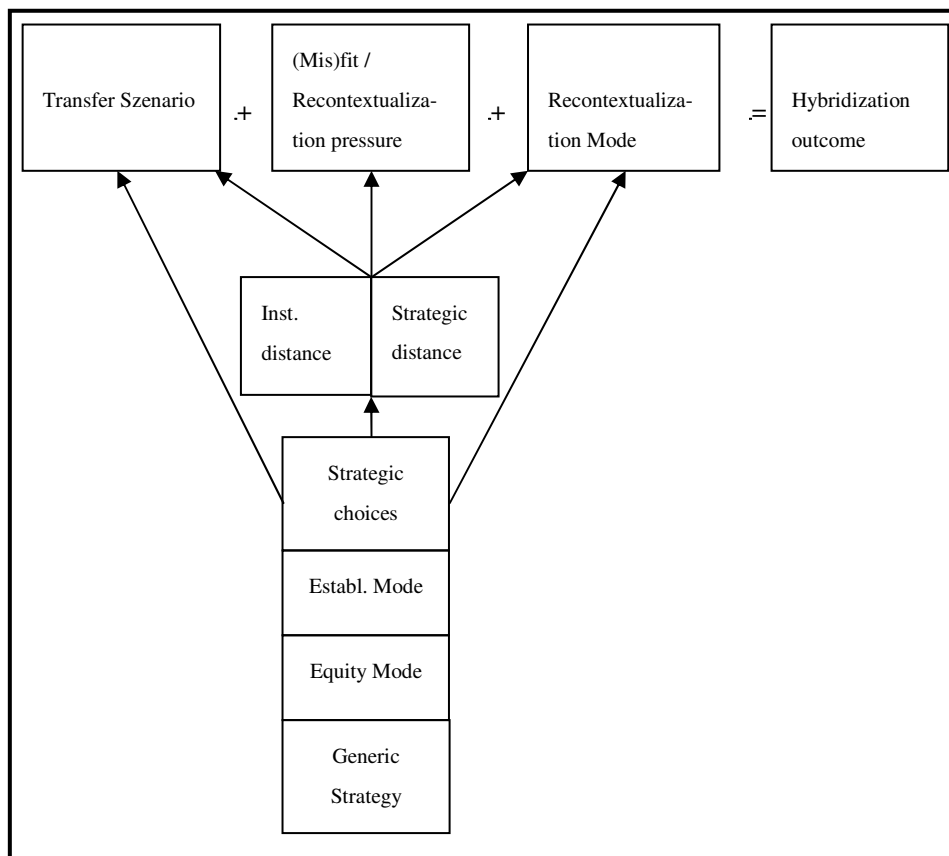 Transfer Szenario
.+
(Mis)fit /
Recontextualiza-
tion pressure
.+
Recontextualiza-
tion Mode
.=
Hybridization
outcome
Inst.
distance
Strategic
distance
Strategic
choices
Establ. Mode
Equity Mode
Generic
Strategy